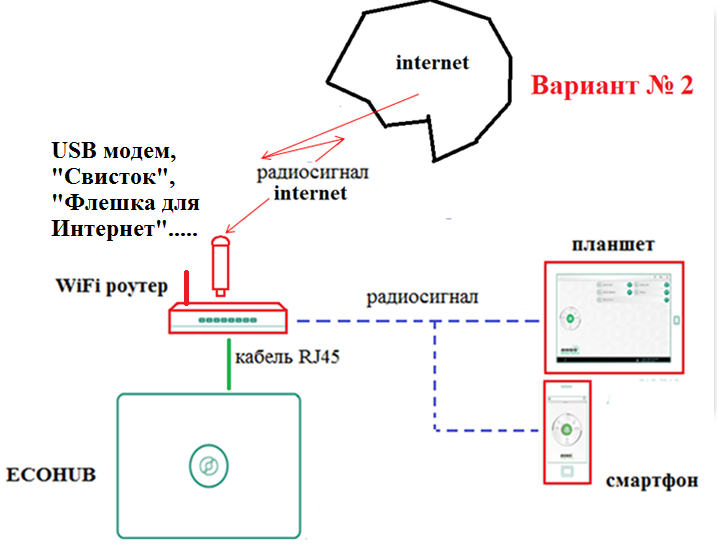 internet
Вариант № 2
USB модем,
"Свисток",
"Флешка для
Интернет".....
радиосигнал
internet
планшет
WiFi роутер
радиосигнал
кабель RJ45
ECOHUB
смартфон